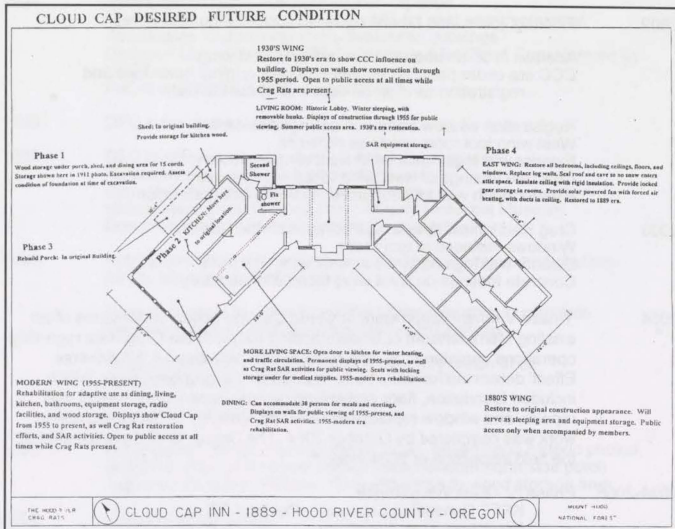 CLOUD CAP DESIRED FUTURE CONDITION
1930'S WING
Restore to 1930's era to show CCC influence on
building. Displays on walls show construction through
1955 period. Open to public access at all times while
Crag Rats are present.
LIVING ROOM: Historic Lobby. Winter sleeping, with
removable bunks. Displays of construction through 1955 for public
viewing. Summer public access area. 1930's era restoration.
Shed: In original building.
Provide storage for kitchen wood.
SAR equipment storage.
Phase 1
Wood storage under porch, shed, and dining area for 15 cords.
Storage shown here in 1911 photo. Excavation required. Assess
condition of foundation at time of excavation.
Second
Shower
Fix
shower
Phase 4
EAST WING: Restore all bedrooms, including ceilings, floors, and
windows. Replace log walls. Seal roof and eave so no snow enters
attic space. Insulate ceiling with rigid insulation. Provide locked
gear storage in rooms. Provide solar powered fan with forced air
heating, with ducts in ceiling. Restored to 1889 era.
Phase 2
KITCHEN: Move here
to original location.
Phase 3
Rebuild Porch: In original Building.
MORE LIVING SPACE: Open door to kitchen for winter heating,
and traffic circulation. Permanent displays of 1955-present, and
Crag Rat SAR activities for public viewing. Seats with locking
storage under for medical supplies. 1955-modern era rehabilitation.
MODERN WING (1955-PRESENT)
Rehabilitation for adaptive use as dining, living,
kitchen, bathrooms, equipment storage, radio
facilities, and wood storage. Displays show Cloud Cap
from 1955 to present, as well Crag Rat restoration
efforts, and SAR activities. Open to public access at all
times while Crag Rats present.
DINING: Can accommodate 30 persons for meals and meetings.
Displays on walls for public viewing of 1955-present, and
Crag Rat SAR activities. 1955-modern era
rehabilitation.
1880'S WING
Restore to original construction appearance. Will
serve as sleeping area and equipment storage. Public
access only when accompanied by members.
THE HOOD RIVER
CRAG RATS
CLOUD CAP INN - 1889 - HOOD RIVER COUNTY - OREGON
MOUNT HOOD
NATIONAL FOREST